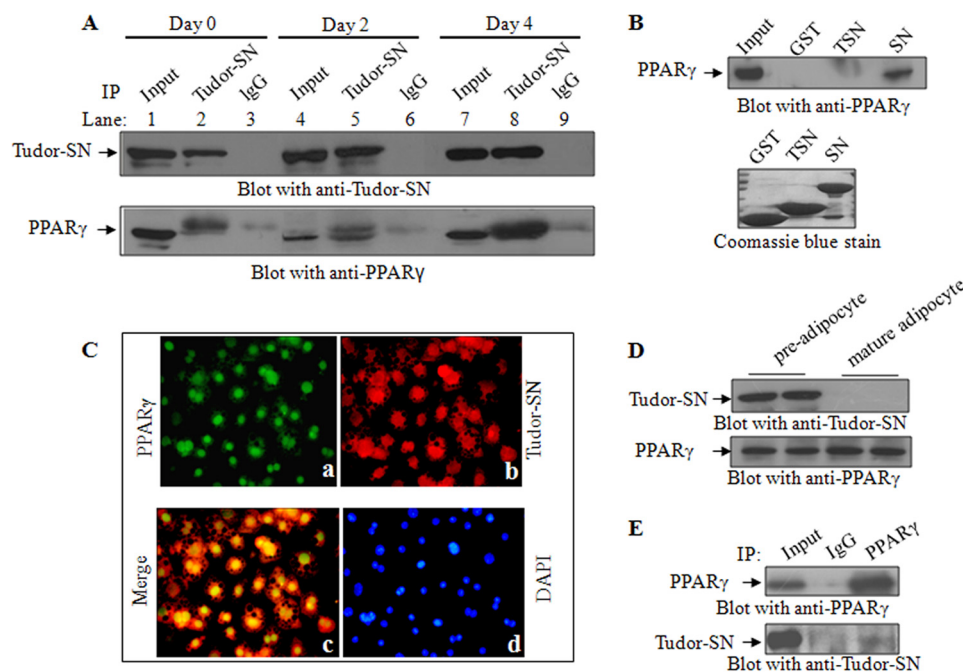 A
Day 0 Day 2 Day 4
IP Input Tudor-SN IgG Input Tudor-SN IgG Input Tudor-SN IgG
Lane: 1 2 3 4 5 6 7 8 9
Tudor-SN
Blot with anti-Tudor-SN
PPARγ
Blot with anti-PPARγ
B
Input GST TSN SN
PPARγ
Blot with anti-PPARγ
GST TSN SN
Coomassie blue stain
C
PPARγ a b Tudor-SN
Merge c d DAPI
D
pre-adipocyte mature adipocyte
Tudor-SN
Blot with anti-Tudor-SN
PPARγ
Blot with anti-PPARγ
E
IP: Input IgG PPARγ
PPARγ
Blot with anti-PPARγ
Tudor-SN
Blot with anti-Tudor-SN